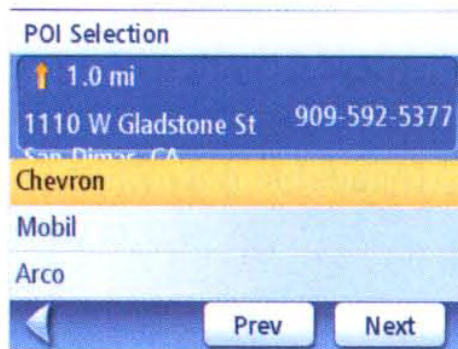 POI Selection
1.0 mi
1110 W Gladstone St 909-592-5377
San Dimas, CA
Chevron
Mobil
Arco
Prev Next